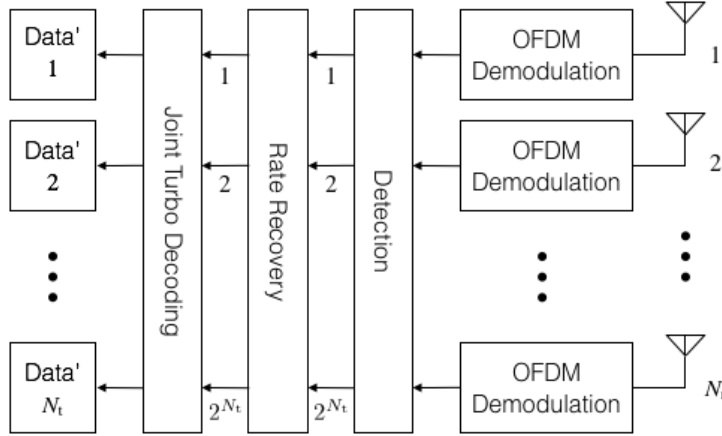 Data'
1
1
1
OFDM
Demodulation
1
Data'
2
2
2
OFDM
Demodulation
2
Joint Turbo Decoding
Rate Recovery
Detection
Data'
N_t
2^{N_t}
2^{N_t}
OFDM
Demodulation
N_t